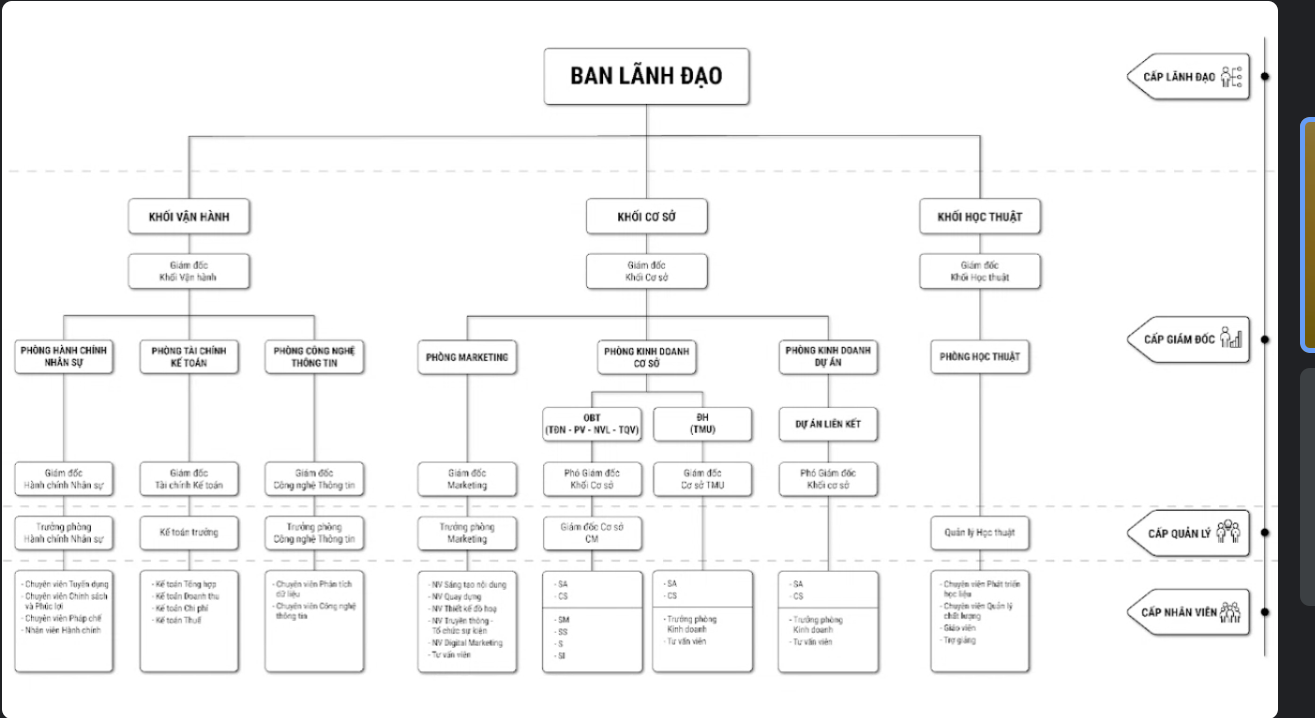 BAN LÃNH ĐẠO
CẤP LÃNH ĐẠO
KHỐI VẬN HÀNH
KHỐI CƠ SỞ
KHỐI HỌC THUẬT
Giám đốc
Khối Vận hành
Giám đốc
Khối Cơ sở
Giám đốc
Khối Học thuật
CẤP GIÁM ĐỐC
PHÒNG HÀNH CHÍNH
NHÂN SỰ
PHÒNG TÀI CHÍNH
KẾ TOÁN
PHÒNG CÔNG NGHỆ
THÔNG TIN
PHÒNG MARKETING
PHÒNG KINH DOANH
CƠ SỞ
PHÒNG KINH DOANH
DỰ ÁN
PHÒNG HỌC THUẬT
OBT
(TĐN - PV - NVL - TQV)
ĐH
(TMU)
DỰ ÁN LIÊN KẾT
Giám đốc
Hành chính Nhân sự
Giám đốc
Tài chính Kế toán
Giám đốc
Công nghệ Thông tin
Giám đốc
Marketing
Phó Giám đốc
Khối Cơ sở
Giám đốc
Cơ sở TMU
Phó Giám đốc
Khối cơ sở
Trưởng phòng
Hành chính Nhân sự
Kế toán trưởng
Trưởng phòng
Công nghệ Thông tin
Trưởng phòng
Marketing
Giám đốc Cơ sở
CM
Quản lý Học thuật
CẤP QUẢN LÝ
- Chuyên viên Tuyển dụng
- Chuyên viên Chính sách
và Phúc lợi
- Chuyên viên Pháp chế
- Nhân viên Hành chính
- Kế toán Tổng hợp
- Kế toán Doanh thu
- Kế toán Chi phí
- Kế toán Thuế
- Chuyên viên Phân tích
dữ liệu
- Chuyên viên Công nghệ
thông tin
- NV Sáng tạo nội dung
- NV Quay dựng
- NV Thiết kế đồ hoạ
- NV Truyền thông -
Tổ chức sự kiện
- NV Digital Marketing
- Tư vấn viên
- SA
- CS
- SM
- SS
- S
- SI
- SA
- CS
- Trưởng phòng
Kinh doanh
- Tư vấn viên
- SA
- CS
- Trưởng phòng
Kinh doanh
- Tư vấn viên
- Chuyên viên Phát triển
học liệu
- Chuyên viên Quản lý
chất lượng
- Giáo viên
- Trợ giảng
CẤP NHÂN VIÊN